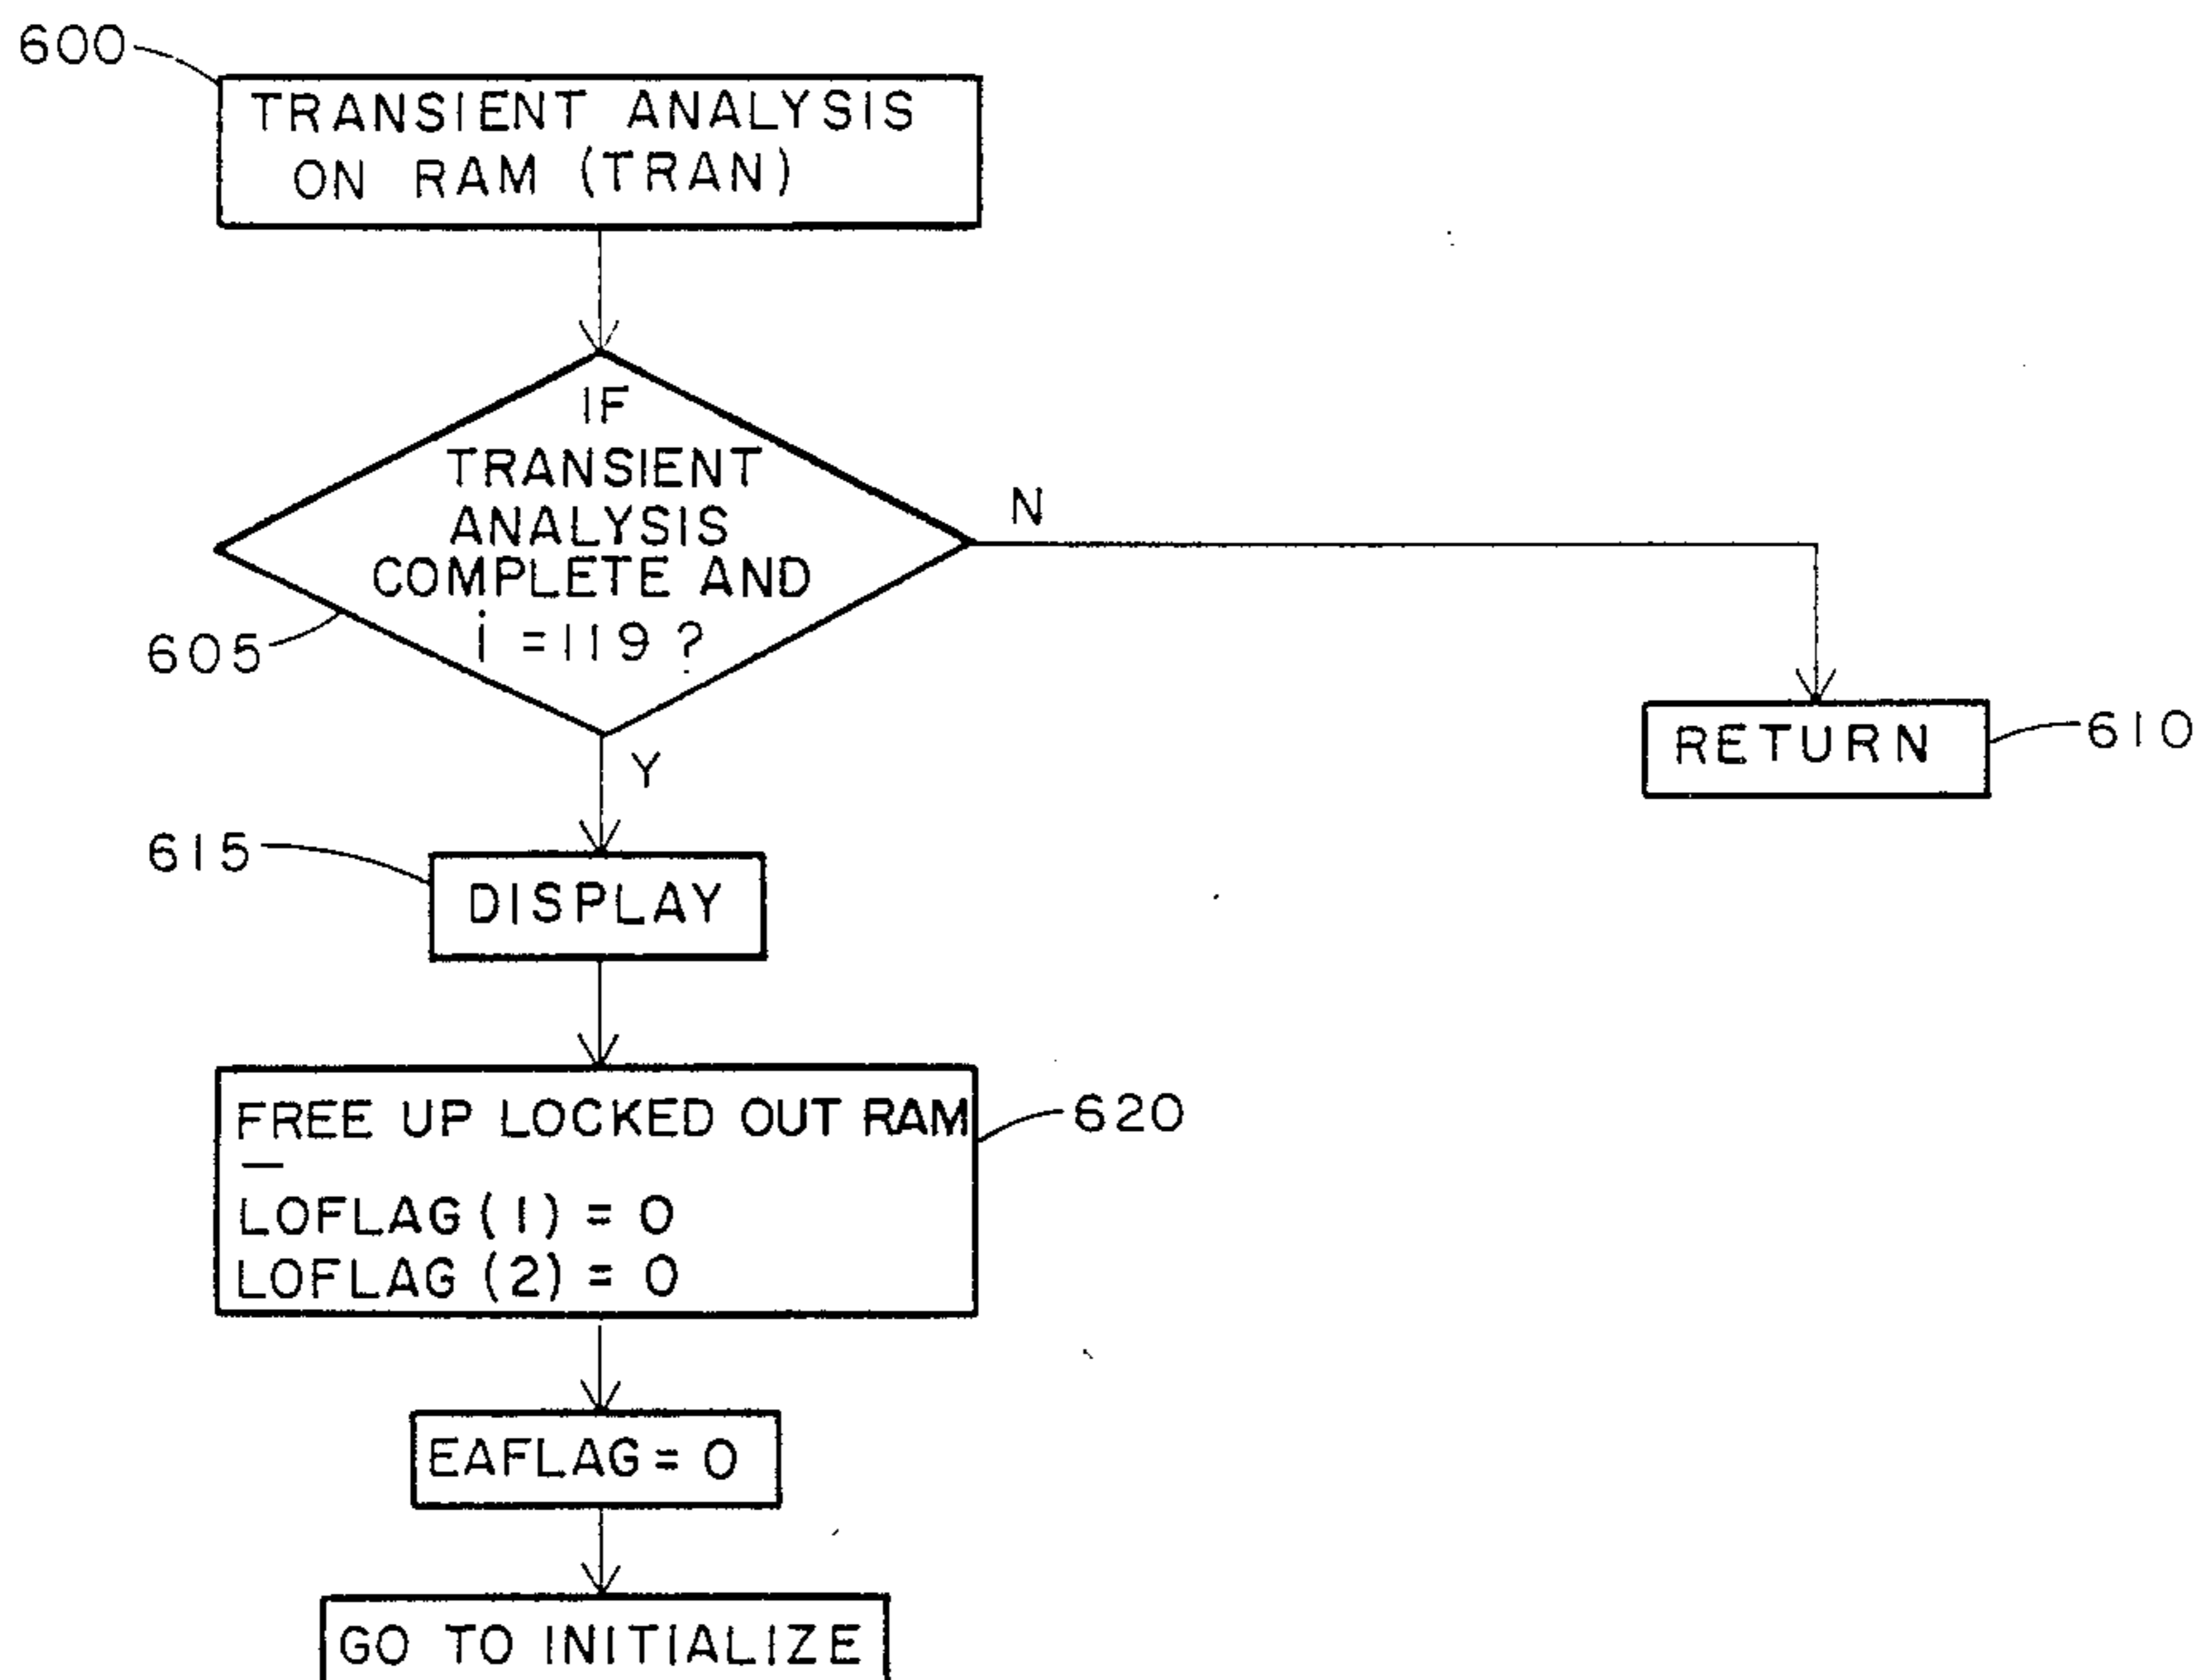 600
TRANSIENT ANALYSIS
ON RAM (TRAN)
IF
TRANSIENT
ANALYSIS
COMPLETE AND
i = 119 ?
N
605
RETURN
610
Y
615
DISPLAY
FREE UP LOCKED OUT RAM
620
LOFLAG (1) = 0
LOFLAG (2) = 0
EAFLAG = 0
GO TO INITIALIZE